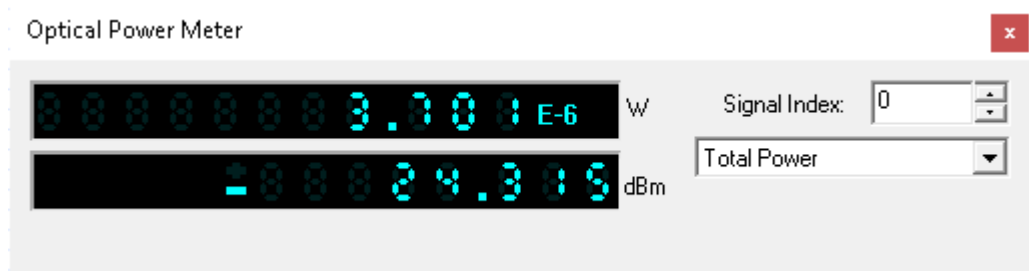 Optical Power Meter
x
3.701 E-6 W
Signal Index: 0
Total Power
- 24.315 dBm